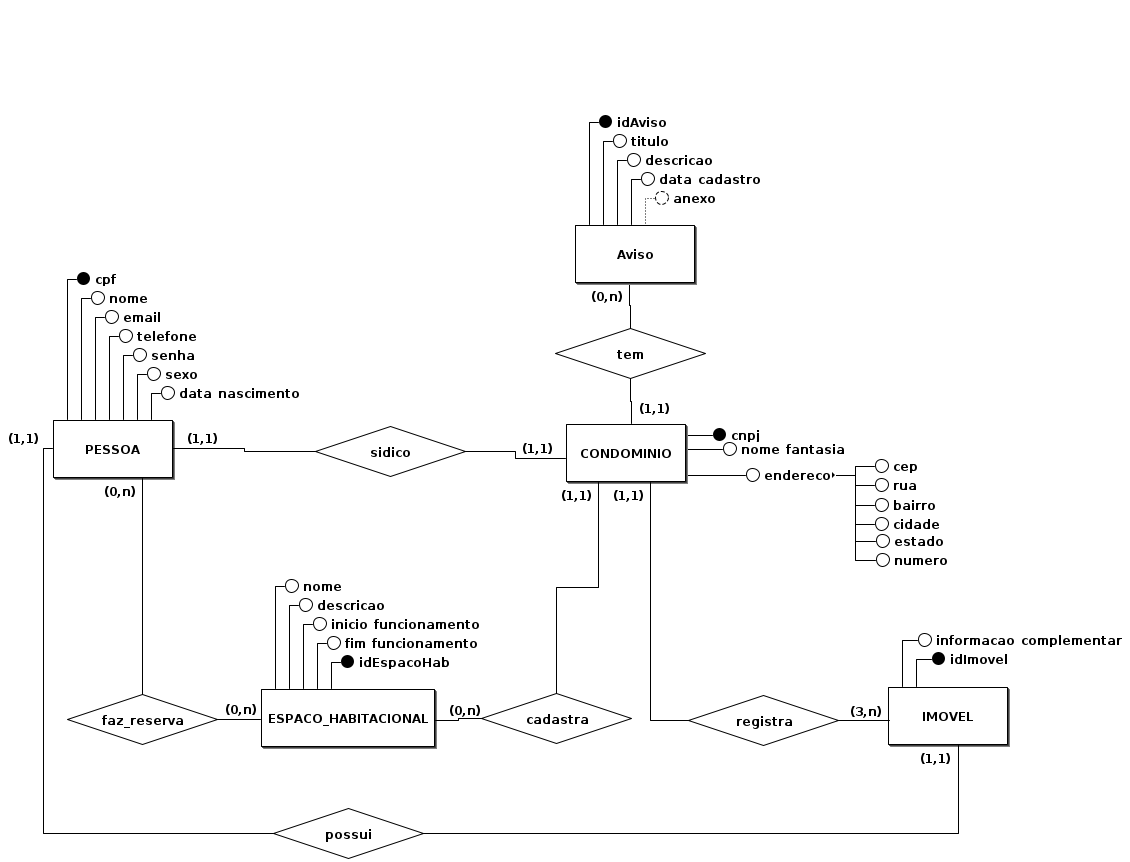 idAviso
titulo
descricao
data cadastro
anexo
Aviso
(0,n)
tem
(1,1)
cpf
nome
email
telefone
senha
sexo
data nascimento
(1,1)
PESSOA
(1,1)
(0,n)
sidico
(1,1)
CONDOMINIO
(1,1)
(1,1)
cnpj
nome fantasia
endereco
cep
rua
bairro
cidade
estado
numero
nome
descricao
inicio funcionamento
fim funcionamento
idEspacoHab
faz_reserva
(0,n)
ESPACO_HABITACIONAL
(0,n)
cadastra
registra
(3,n)
informacao complementar
idImovel
IMOVEL
(1,1)
possui